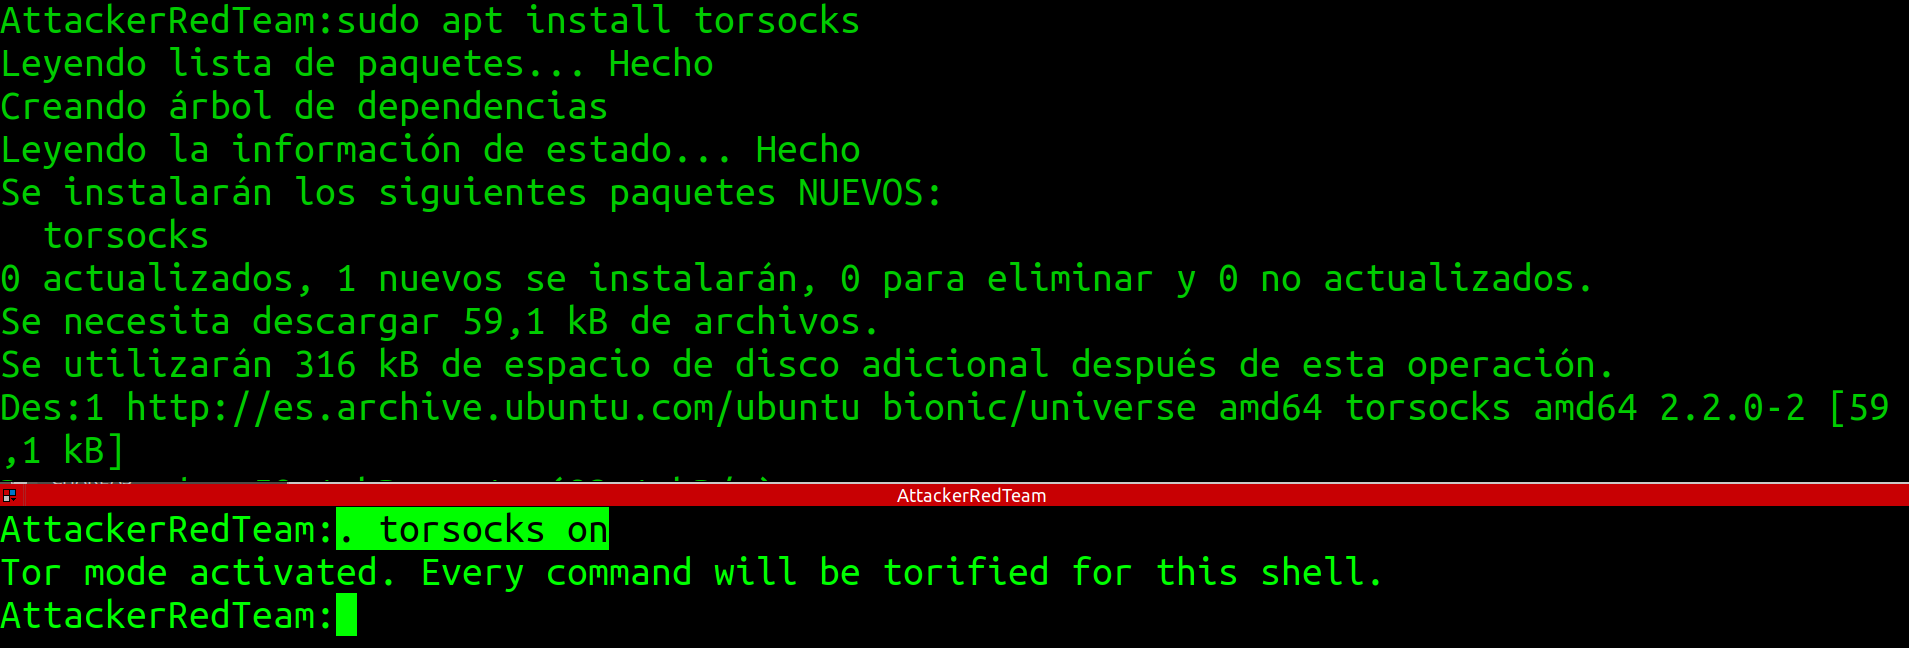 AttackerRedTeam:sudo apt install torsocks
Leyendo lista de paquetes... Hecho
Creando árbol de dependencias
Leyendo la información de estado... Hecho
Se instalarán los siguientes paquetes NUEVOS:
torsocks
0 actualizados, 1 nuevos se instalarán, 0 para eliminar y 0 no actualizados.
Se necesita descargar 59,1 kB de archivos.
Se utilizarán 316 kB de espacio de disco adicional después de esta operación.
Des:1 http://es.archive.ubuntu.com/ubuntu bionic/universe amd64 torsocks amd64 2.2.0-2 [59
,1 kB]
AttackerRedTeam
AttackerRedTeam:. torsocks on
Tor mode activated. Every command will be torified for this shell.
AttackerRedTeam: